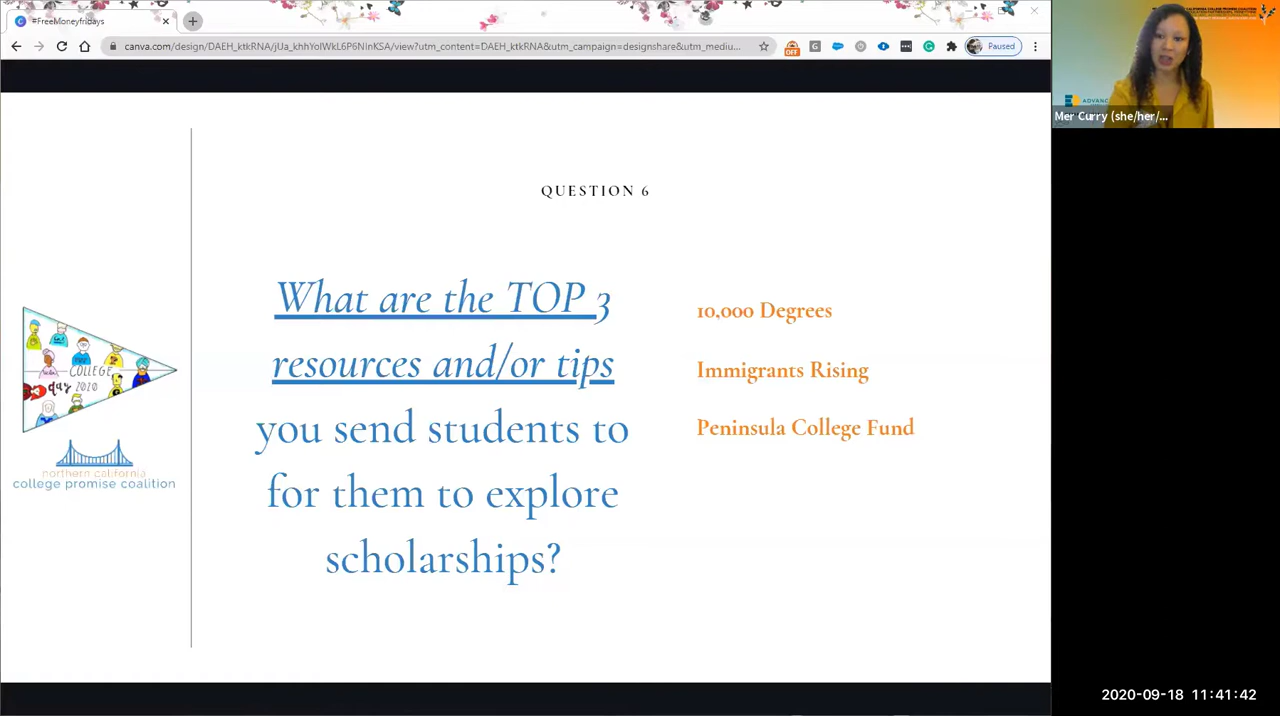 #FreeMoneyfridays
canva.com/design/DAEH_ktkRNA/gUJa_khhYolWkL6P6NinKSA/view?utm_content=DAEH_ktkRNA&utm_campaign=designshare&utm_mediu...
OFF
Paused
Mer Curry (she/her/...
QUESTION 6
What are the TOP 3
resources and/or tips
you send students to
for them to explore
scholarships?
10,000 Degrees
Immigrants Rising
Peninsula College Fund
COLLEGE
day 2020
northern california
college promise coalition
2020-09-18 11:41:42